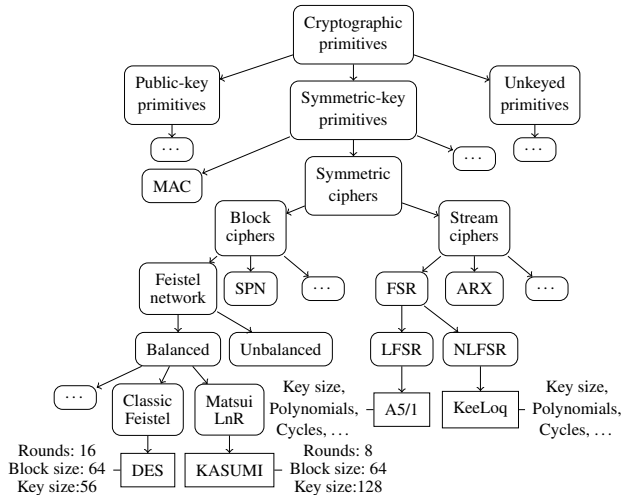 Cryptographic
primitives
Public-key
primitives
Symmetric-key
primitives
Unkeyed
primitives
...
MAC
...
...
Symmetric
ciphers
Block
ciphers
Stream
ciphers
Feistel
network
SPN
...
FSR
ARX
...
Balanced
Unbalanced
LFSR
NLFSR
...
Classic
Feistel
Matsui
LnR
Key size,
Polynomials,
Cycles, ...
A5/1
KeeLoq
Key size,
Polynomials,
Cycles, ...
Rounds: 16
Block size: 64
Key size:56
DES
KASUMI
Rounds: 8
Block size: 64
Key size:128